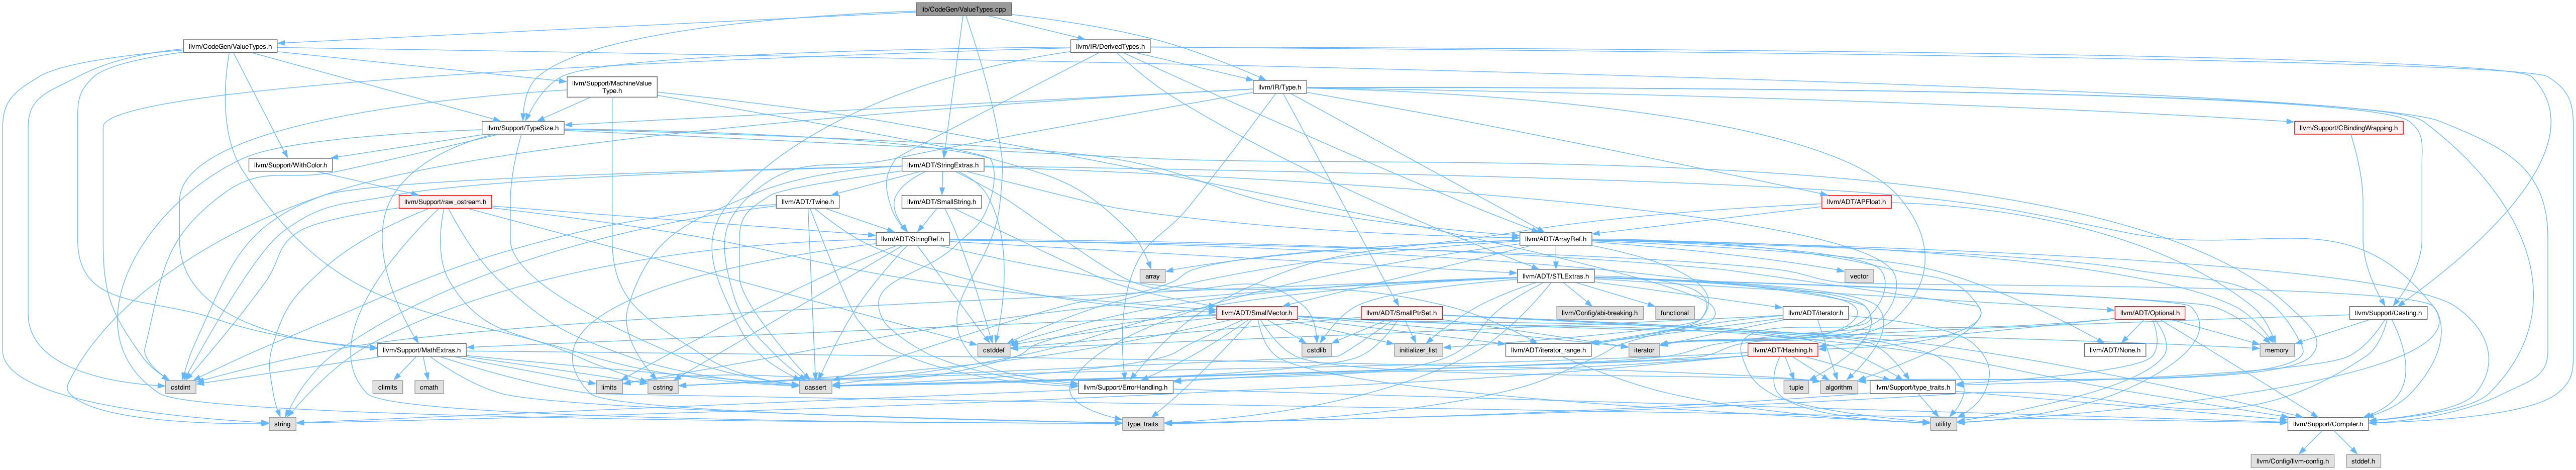 lib/CodeGen/ValueTypes.cpp
llvm/CodeGen/ValueTypes.h
llvm/IR/DerivedTypes.h
llvm/Support/MachineValue
Type.h
llvm/IR/Type.h
llvm/Support/TypeSize.h
llvm/Support/CBindingWrapping.h
llvm/Support/WithColor.h
llvm/ADT/StringExtras.h
llvm/Support/raw_ostream.h
llvm/ADT/Twine.h
llvm/ADT/SmallString.h
llvm/ADT/APFloat.h
llvm/ADT/StringRef.h
llvm/ADT/ArrayRef.h
array
llvm/ADT/STLExtras.h
vector
llvm/ADT/SmallVector.h
llvm/ADT/SmallPtrSet.h
llvm/Config/abi-breaking.h
functional
llvm/ADT/iterator.h
llvm/ADT/Optional.h
llvm/Support/Casting.h
llvm/Support/MathExtras.h
cstddef
cstdlib
initializer_list
llvm/ADT/iterator_range.h
iterator
llvm/ADT/Hashing.h
llvm/ADT/None.h
memory
cstdint
climits
cmath
limits
cstring
cassert
llvm/Support/ErrorHandling.h
tuple
algorithm
llvm/Support/type_traits.h
string
type_traits
utility
llvm/Support/Compiler.h
llvm/Config/llvm-config.h
stddef.h